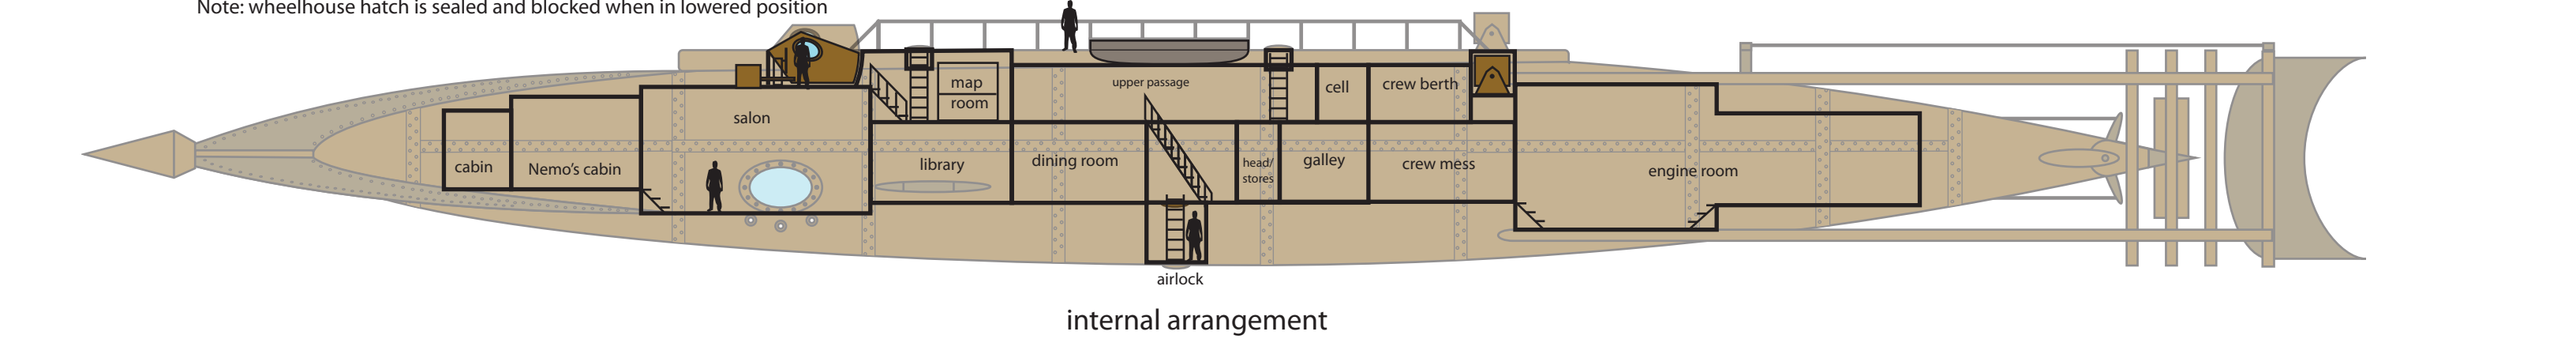 Note: wheelhouse hatch is sealed and blocked when in lowered position
map
room
upper passage
cell
crew berth
salon
cabin
Nemo's cabin
library
dining room
head/
stores
galley
crew mess
engine room
airlock
internal arrangement